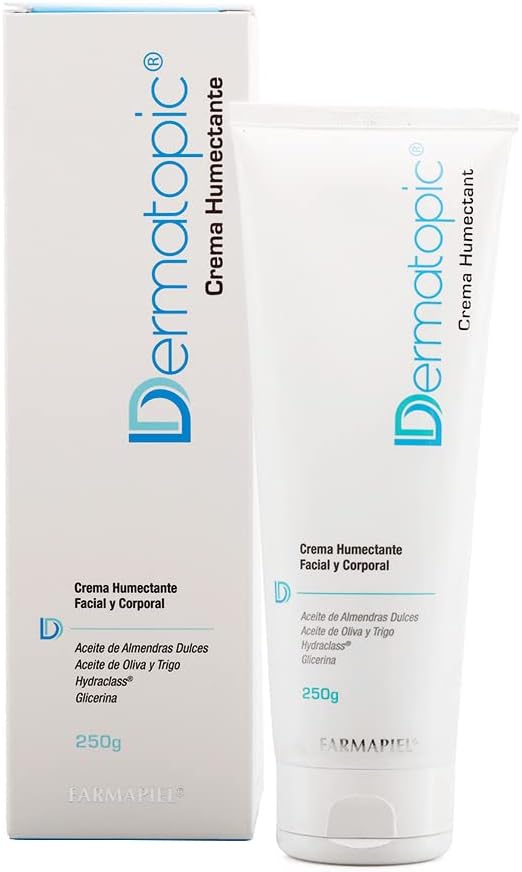 Dermatopic®
Crema Humectante
Crema Humectante
Facial y Corporal
Aceite de Almendras Dulces
Aceite de Oliva y Trigo
Hydraclass®
Glicerina
250g
FARMAPIEL®
Dermatopic®
Crema Humectant
Crema Humectante
Facial y Corporal
Aceite de Almendras Dulces
Aceite de Oliva y Trigo
Hydraclass®
Glicerina
250g
FARMAPIEL®